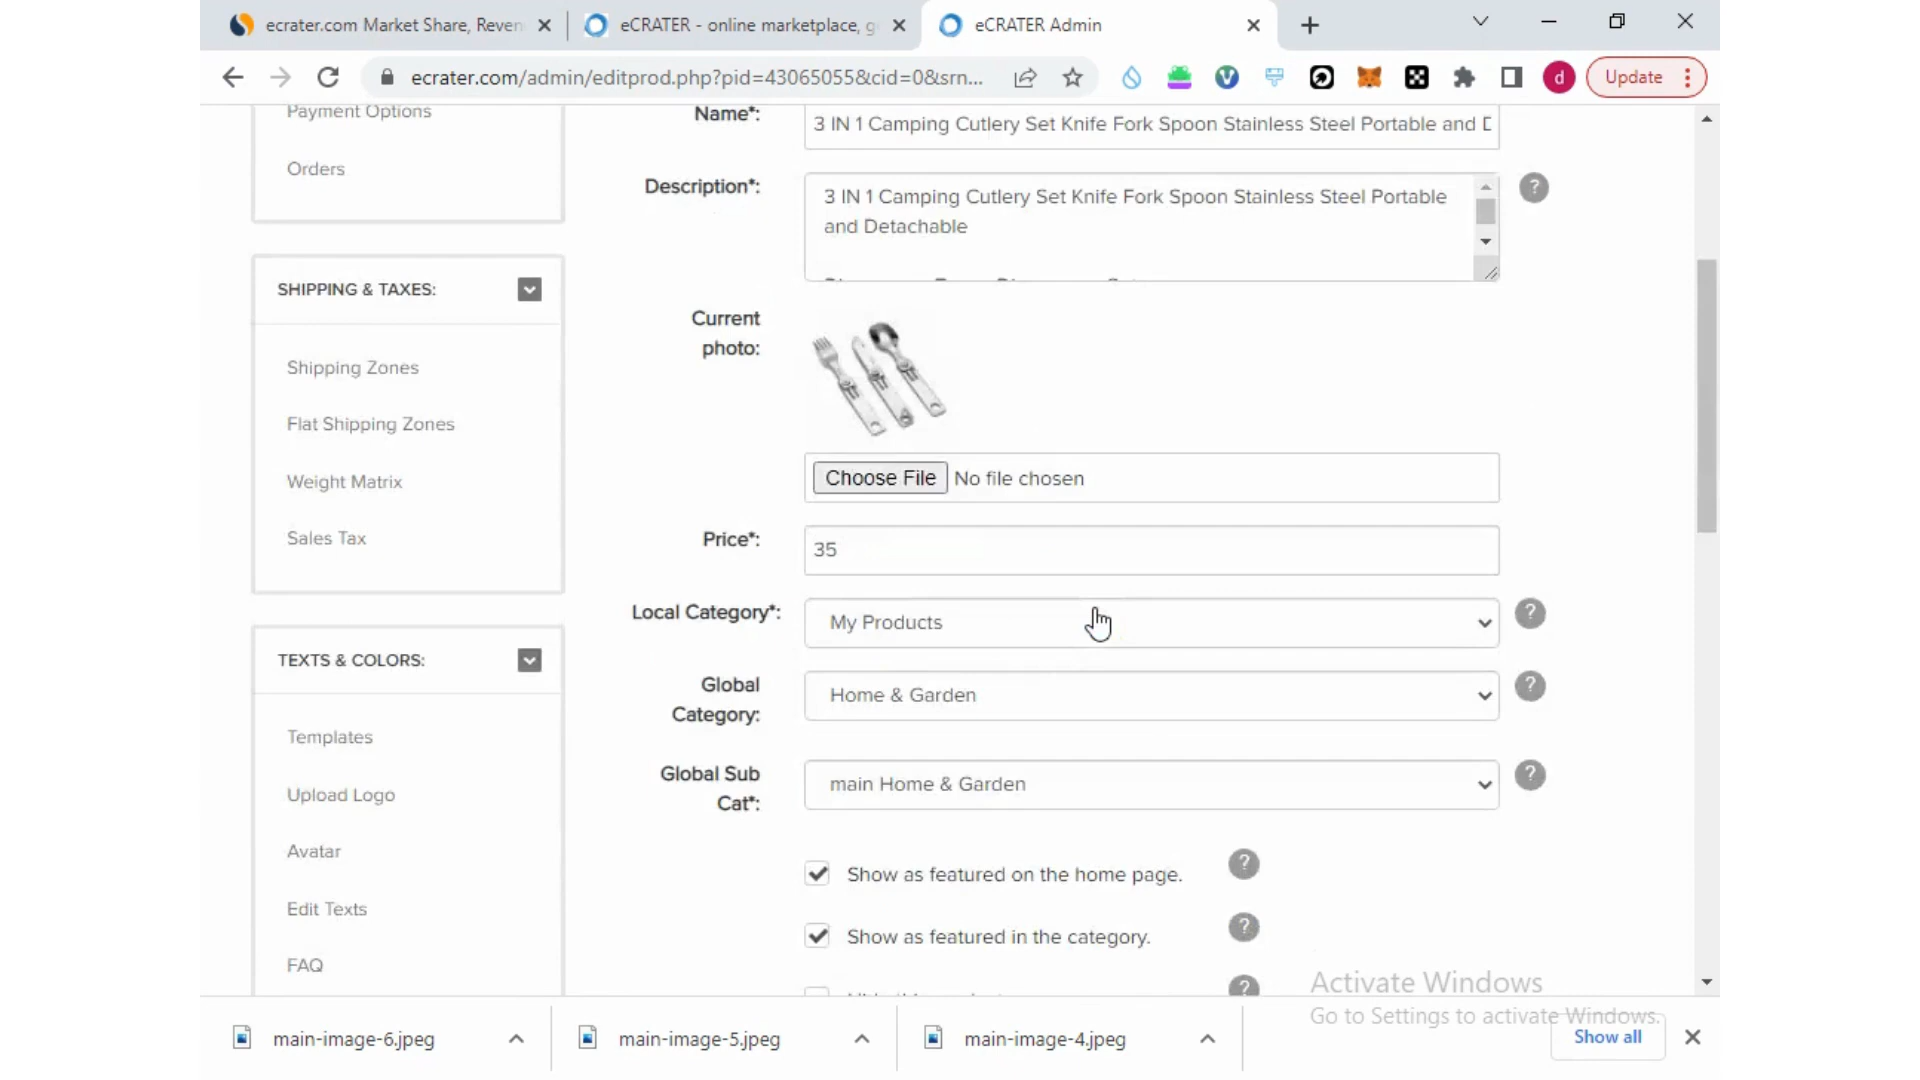 ecrater.com Market Share, Reven
eCRATER - online marketplace, g
eCRATER Admin
ecrater.com/admin/editprod.php?pid=43065055&cid=0&srn...
d
Update
Payment Options
Orders
SHIPPING & TAXES:
Shipping Zones
Flat Shipping Zones
Weight Matrix
Sales Tax
TEXTS & COLORS:
Templates
Upload Logo
Avatar
Edit Texts
FAQ
Name*:
3 IN 1 Camping Cutlery Set Knife Fork Spoon Stainless Steel Portable and D
Description*:
3 IN 1 Camping Cutlery Set Knife Fork Spoon Stainless Steel Portable
and Detachable
?
Current
photo:
Choose File No file chosen
Price*:
35
Local Category*:
My Products
?
Global
Category:
Home & Garden
?
Global Sub
Cat*:
main Home & Garden
?
Show as featured on the home page.
?
Show as featured in the category.
?
?
Activate Windows
Go to Settings to activate Windows.
main-image-6.jpeg
main-image-5.jpeg
main-image-4.jpeg
Show all